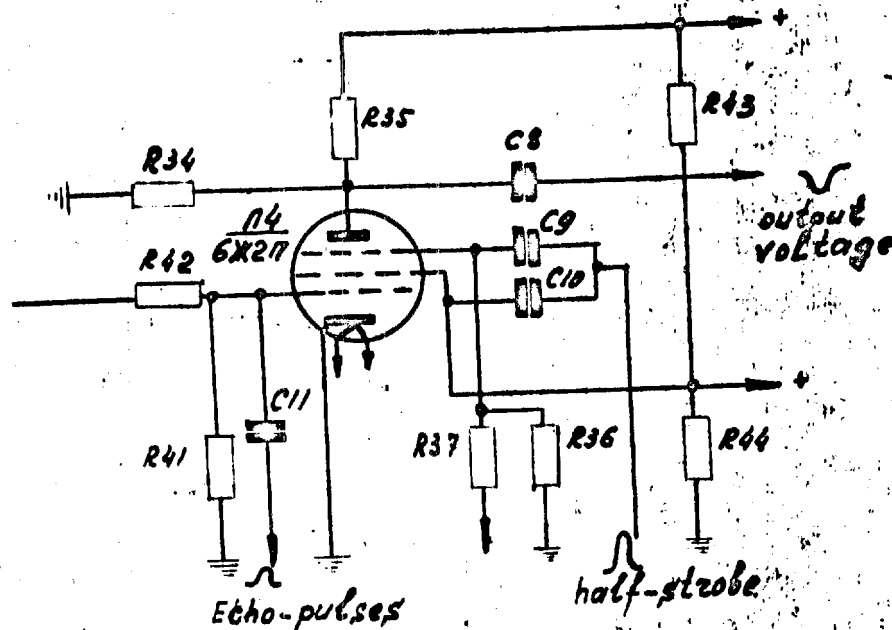 +
R35
R43
C8
R34
Л4
6Ж2П
C9
output
voltage
R42
C10
+
C11
R41
R37
R36
R44
half-strobe
Echo-pulses